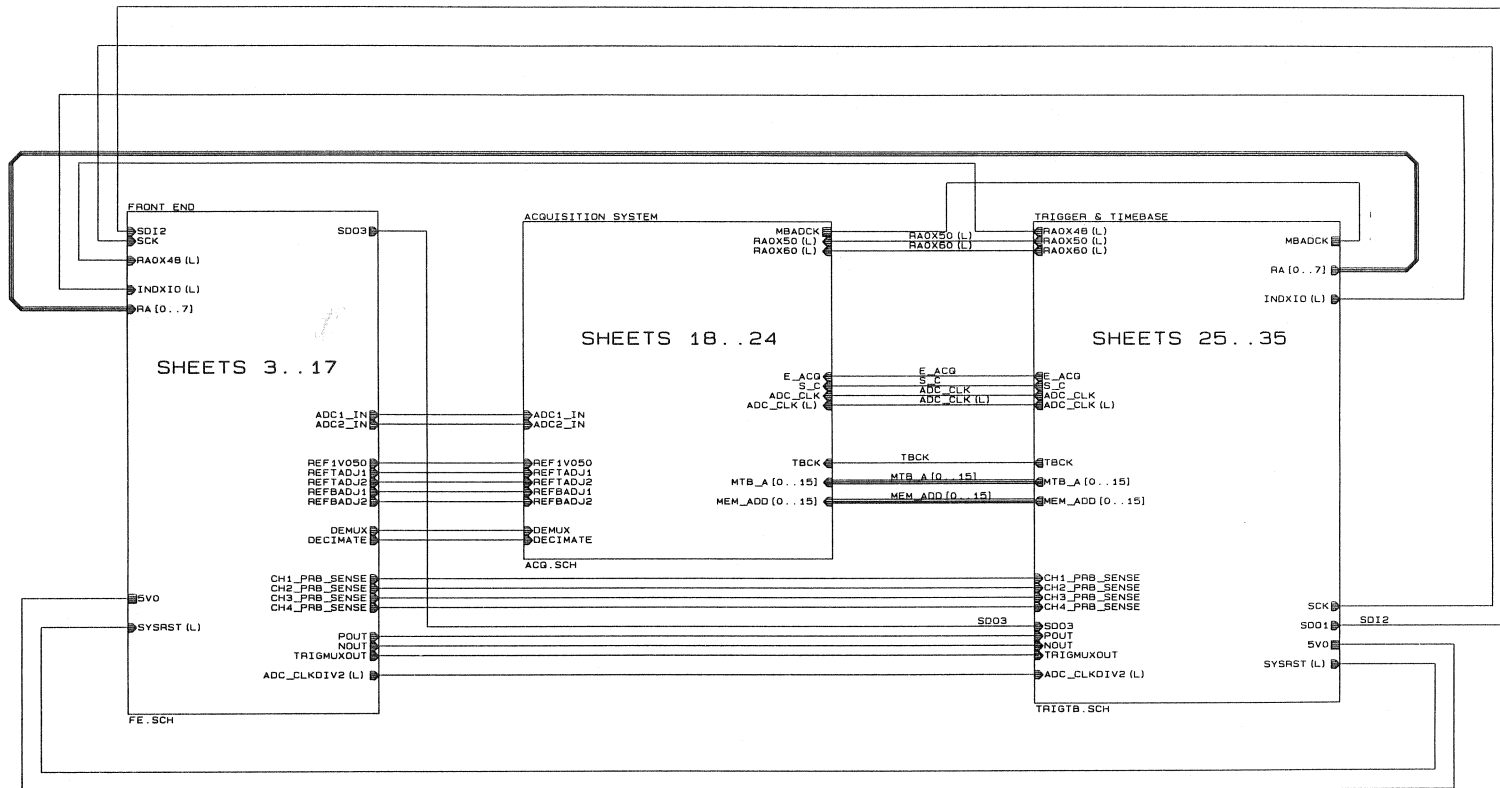 FRONT END
SDI2
SCK
RA0X48(L)
INDXIO(L)
RA[0..7]
SDO3
SHEETS 3..17
ADC1_IN
ADC2_IN
REF1V050
REFTADJ1
REFTADJ2
REFBADJ1
REFBADJ2
DEMUX
DECIMATE
CH1_PRB_SENSE
CH2_PRB_SENSE
CH3_PRB_SENSE
CH4_PRB_SENSE
5V0
SYSRST(L)
POUT
NOUT
TRIGMUXOUT
ADC_CLKDIV2(L)
FE.SCH
ACQUISITION SYSTEM
MBADCK
RA0X50(L)
RA0X60(L)
SHEETS 18..24
E_ACQ
S_C
ADC_CLK
ADC_CLK(L)
ADC1_IN
ADC2_IN
REF1V050
REFTADJ1
REFTADJ2
REFBADJ1
REFBADJ2
TBCK
MTB_A[0..15]
MEM_ADD[0..15]
DEMUX
DECIMATE
ACQ.SCH
RA0X50(L)
RA0X60(L)
E_ACQ
S_C
ADC_CLK
ADC_CLK(L)
TBCK
MTB_A[0..15]
MEM_ADD[0..15]
SDO3
TRIGGER & TIMEBASE
RA0X48(L)
RA0X50(L)
RA0X60(L)
MBADCK
RA[0..7]
INDXIO(L)
SHEETS 25..35
E_ACQ
S_C
ADC_CLK
ADC_CLK(L)
TBCK
MTB_A[0..15]
MEM_ADD[0..15]
CH1_PRB_SENSE
CH2_PRB_SENSE
CH3_PRB_SENSE
CH4_PRB_SENSE
SDO3
POUT
NOUT
TRIGMUXOUT
ADC_CLKDIV2(L)
SCK
SDO1
SDI2
5V0
SYSRST(L)
TRIGTB.SCH